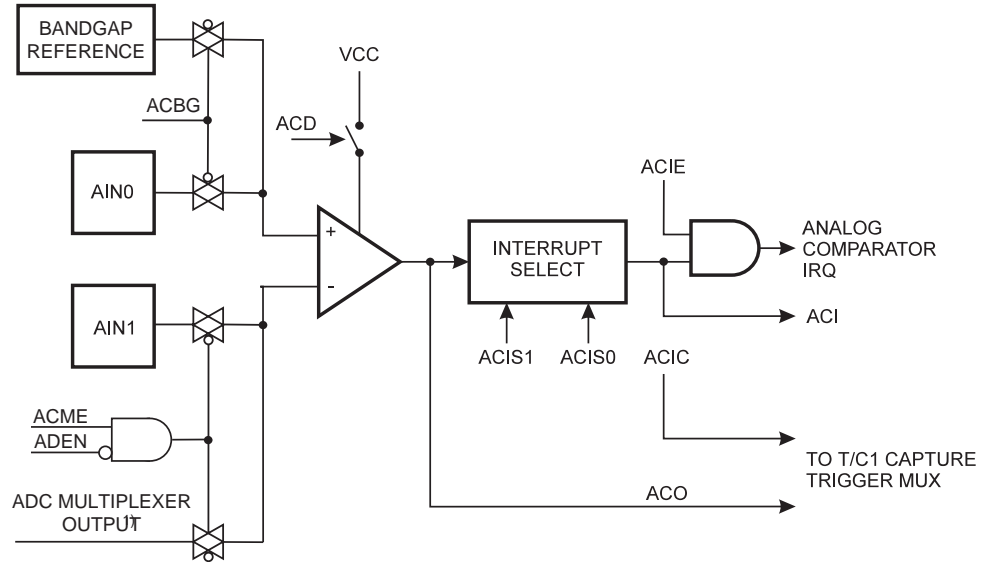 BANDGAP
REFERENCE
VCC
ACBG
ACD
AIN0
ACIE
+
-
INTERRUPT
SELECT
ANALOG
COMPARATOR
IRQ
AIN1
ACI
ACIS1
ACIS0
ACIC
ACME
ADEN
TO T/C1 CAPTURE
TRIGGER MUX
ADC MULTIPLEXER
OUTPUT 1)
ACO